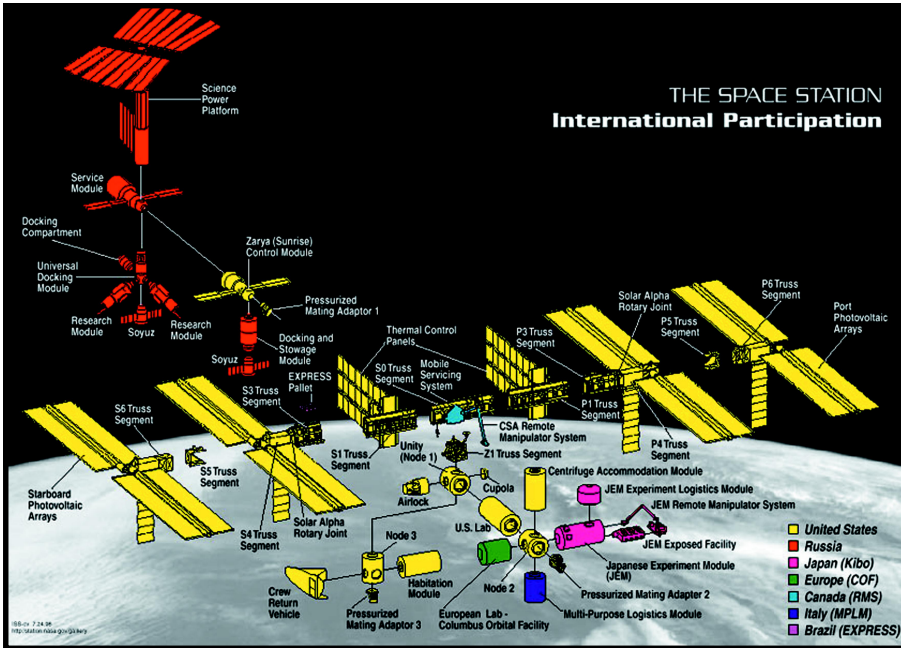 THE SPACE STATION
International Participation
Science
Power
Platform
Service
Module
Docking
Compartment
Universal
Docking
Module
Research
Module
Soyuz
Research
Module
Zarya (Sunrise)
Control Module
Pressurized
Mating Adaptor 1
Docking and
Stowage
Module
Soyuz
EXPRESS
Pallet
Thermal Control
Panels
S0 Truss
Segment
Mobile
Servicing
System
P3 Truss
Segment
Solar Alpha
Rotary Joint
P5 Truss
Segment
P6 Truss
Segment
Port
Photovoltaic
Arrays
S3 Truss
Segment
S6 Truss
Segment
S5 Truss
Segment
Starboard
Photovoltaic
Arrays
S4 Truss
Segment
Solar Alpha
Rotary Joint
S1 Truss
Segment
Unity
(Node 1)
CSA Remote
Manipulator System
P1 Truss
Segment
P4 Truss
Segment
Z1 Truss Segment
Airlock
Cupola
Centrifuge Accommodation Module
JEM Experiment Logistics Module
JEM Remote Manipulator System
U.S. Lab
JEM Exposed Facility
Node 3
Habitation
Module
Crew
Return
Vehicle
Pressurized
Mating Adaptor 3
Node 2
Japanese Experiment Module
(JEM)
Pressurized Mating Adapter 2
European Lab -
Columbus Orbital Facility
Multi-Purpose Logistics Module
United States
Russia
Japan (Kibo)
Europe (COF)
Canada (RMS)
Italy (MPLM)
Brazil (EXPRESS)
http://station.nasa.gov/gallery